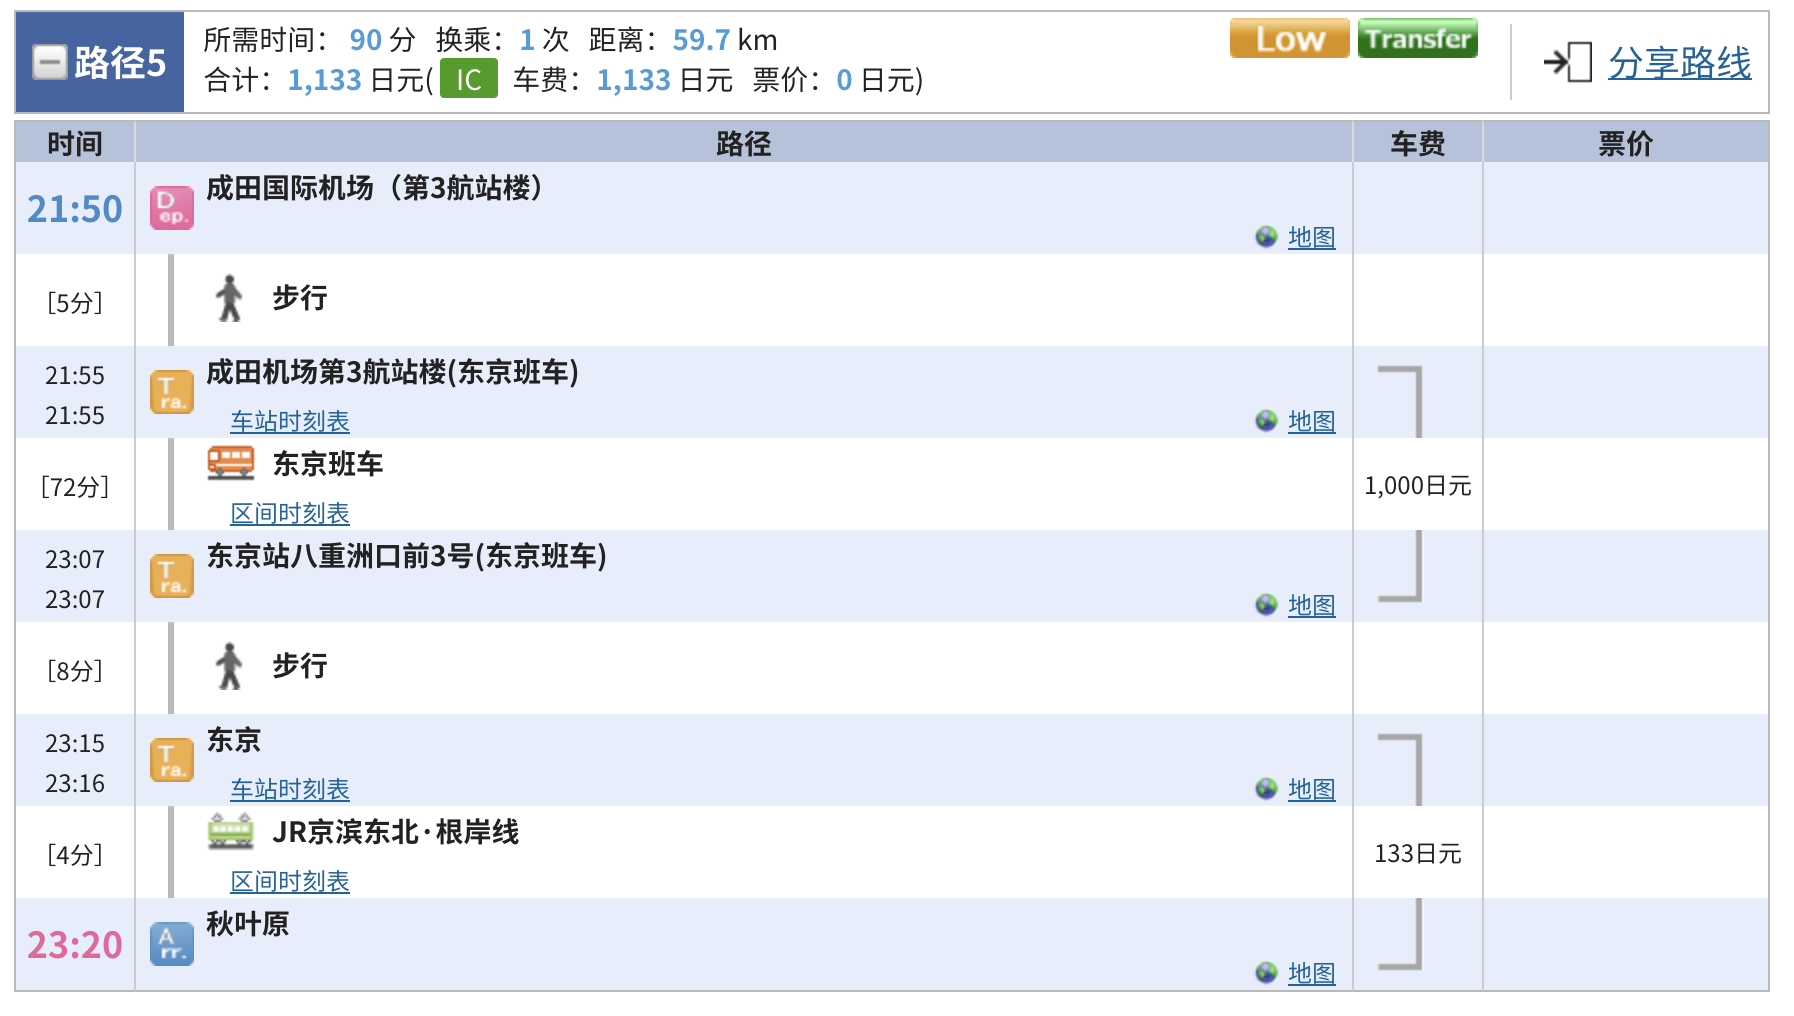 路径5
所需时间： 90 分 换乘： 1 次 距离： 59.7 km
合计： 1,133 日元( IC 车费： 1,133 日元 票价： 0 日元)
Low Transfer
分享路线
时间 路径 车费 票价
21:50
Dep.
成田国际机场（第3航站楼）
地图
[5分]
步行
21:55
21:55
Tra.
成田机场第3航站楼(东京班车)
车站时刻表
地图
[72分]
东京班车
区间时刻表
1,000日元
23:07
23:07
Tra.
东京站八重洲口前3号(东京班车)
地图
[8分]
步行
23:15
23:16
Tra.
东京
车站时刻表
地图
[4分]
JR京滨东北·根岸线
区间时刻表
133日元
23:20
Arr.
秋叶原
地图